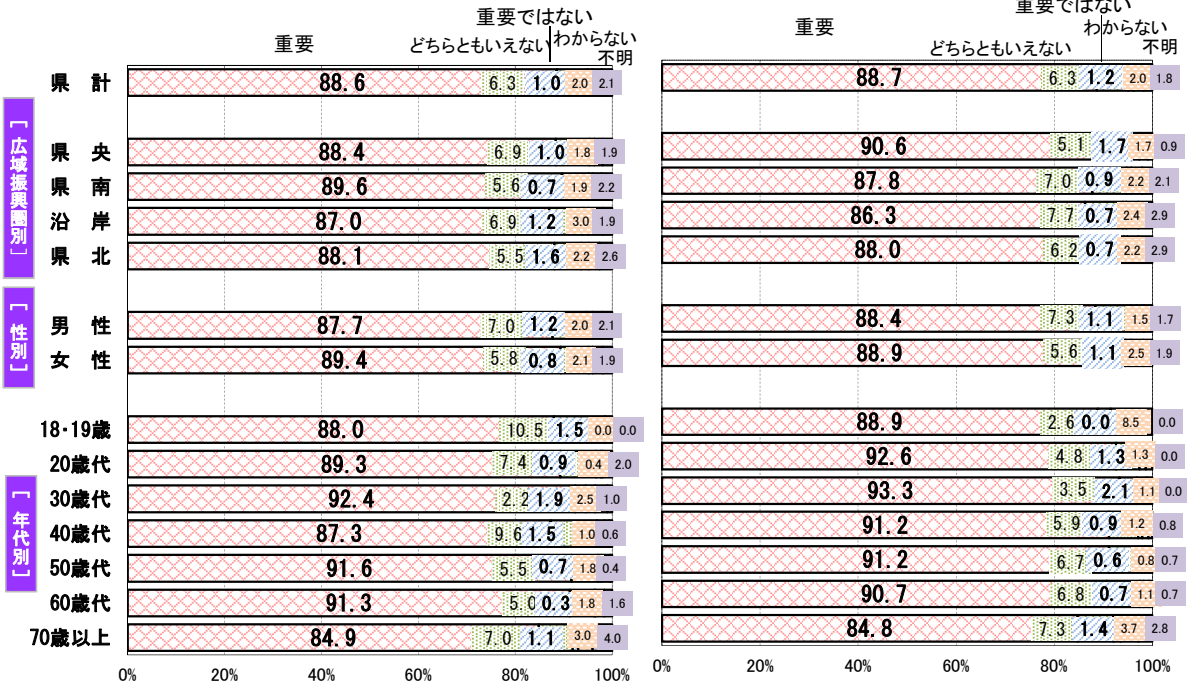 重要ではない
重要 どちらともいえない わからない
不明
県 計 88.6 6.3 1.0 2.0 2.1
[広域振興圏別]
県 央 88.4 6.9 1.0 1.8 1.9
県 南 89.6 5.6 0.7 1.9 2.2
沿 岸 87.0 6.9 1.2 3.0 1.9
県 北 88.1 5.5 1.6 2.2 2.6
[性別]
男 性 87.7 7.0 1.2 2.0 2.1
女 性 89.4 5.8 0.8 2.1 1.9
[年代別]
18・19歳 88.0 10.5 1.5 0.0 0.0
20歳代 89.3 7.4 0.9 0.4 2.0
30歳代 92.4 2.2 1.9 2.5 1.0
40歳代 87.3 9.6 1.5 1.0 0.6
50歳代 91.6 5.5 0.7 1.8 0.4
60歳代 91.3 5.0 0.3 1.8 1.6
70歳以上 84.9 7.0 1.1 3.0 4.0
0% 20% 40% 60% 80% 100%
重要ではない
重要 どちらともいえない わからない
不明
88.7 6.3 1.2 2.0 1.8
90.6 5.1 1.7 1.7 0.9
87.8 7.0 0.9 2.2 2.1
86.3 7.7 0.7 2.4 2.9
88.0 6.2 0.7 2.2 2.9
88.4 7.3 1.1 1.5 1.7
88.9 5.6 1.1 2.5 1.9
88.9 2.6 0.0 8.5 0.0
92.6 4.8 1.3 1.3 0.0
93.3 3.5 2.1 1.1 0.0
91.2 5.9 0.9 1.2 0.8
91.2 6.7 0.6 0.8 0.7
90.7 6.8 0.7 1.1 0.7
84.8 7.3 1.4 3.7 2.8
0% 20% 40% 60% 80% 100%